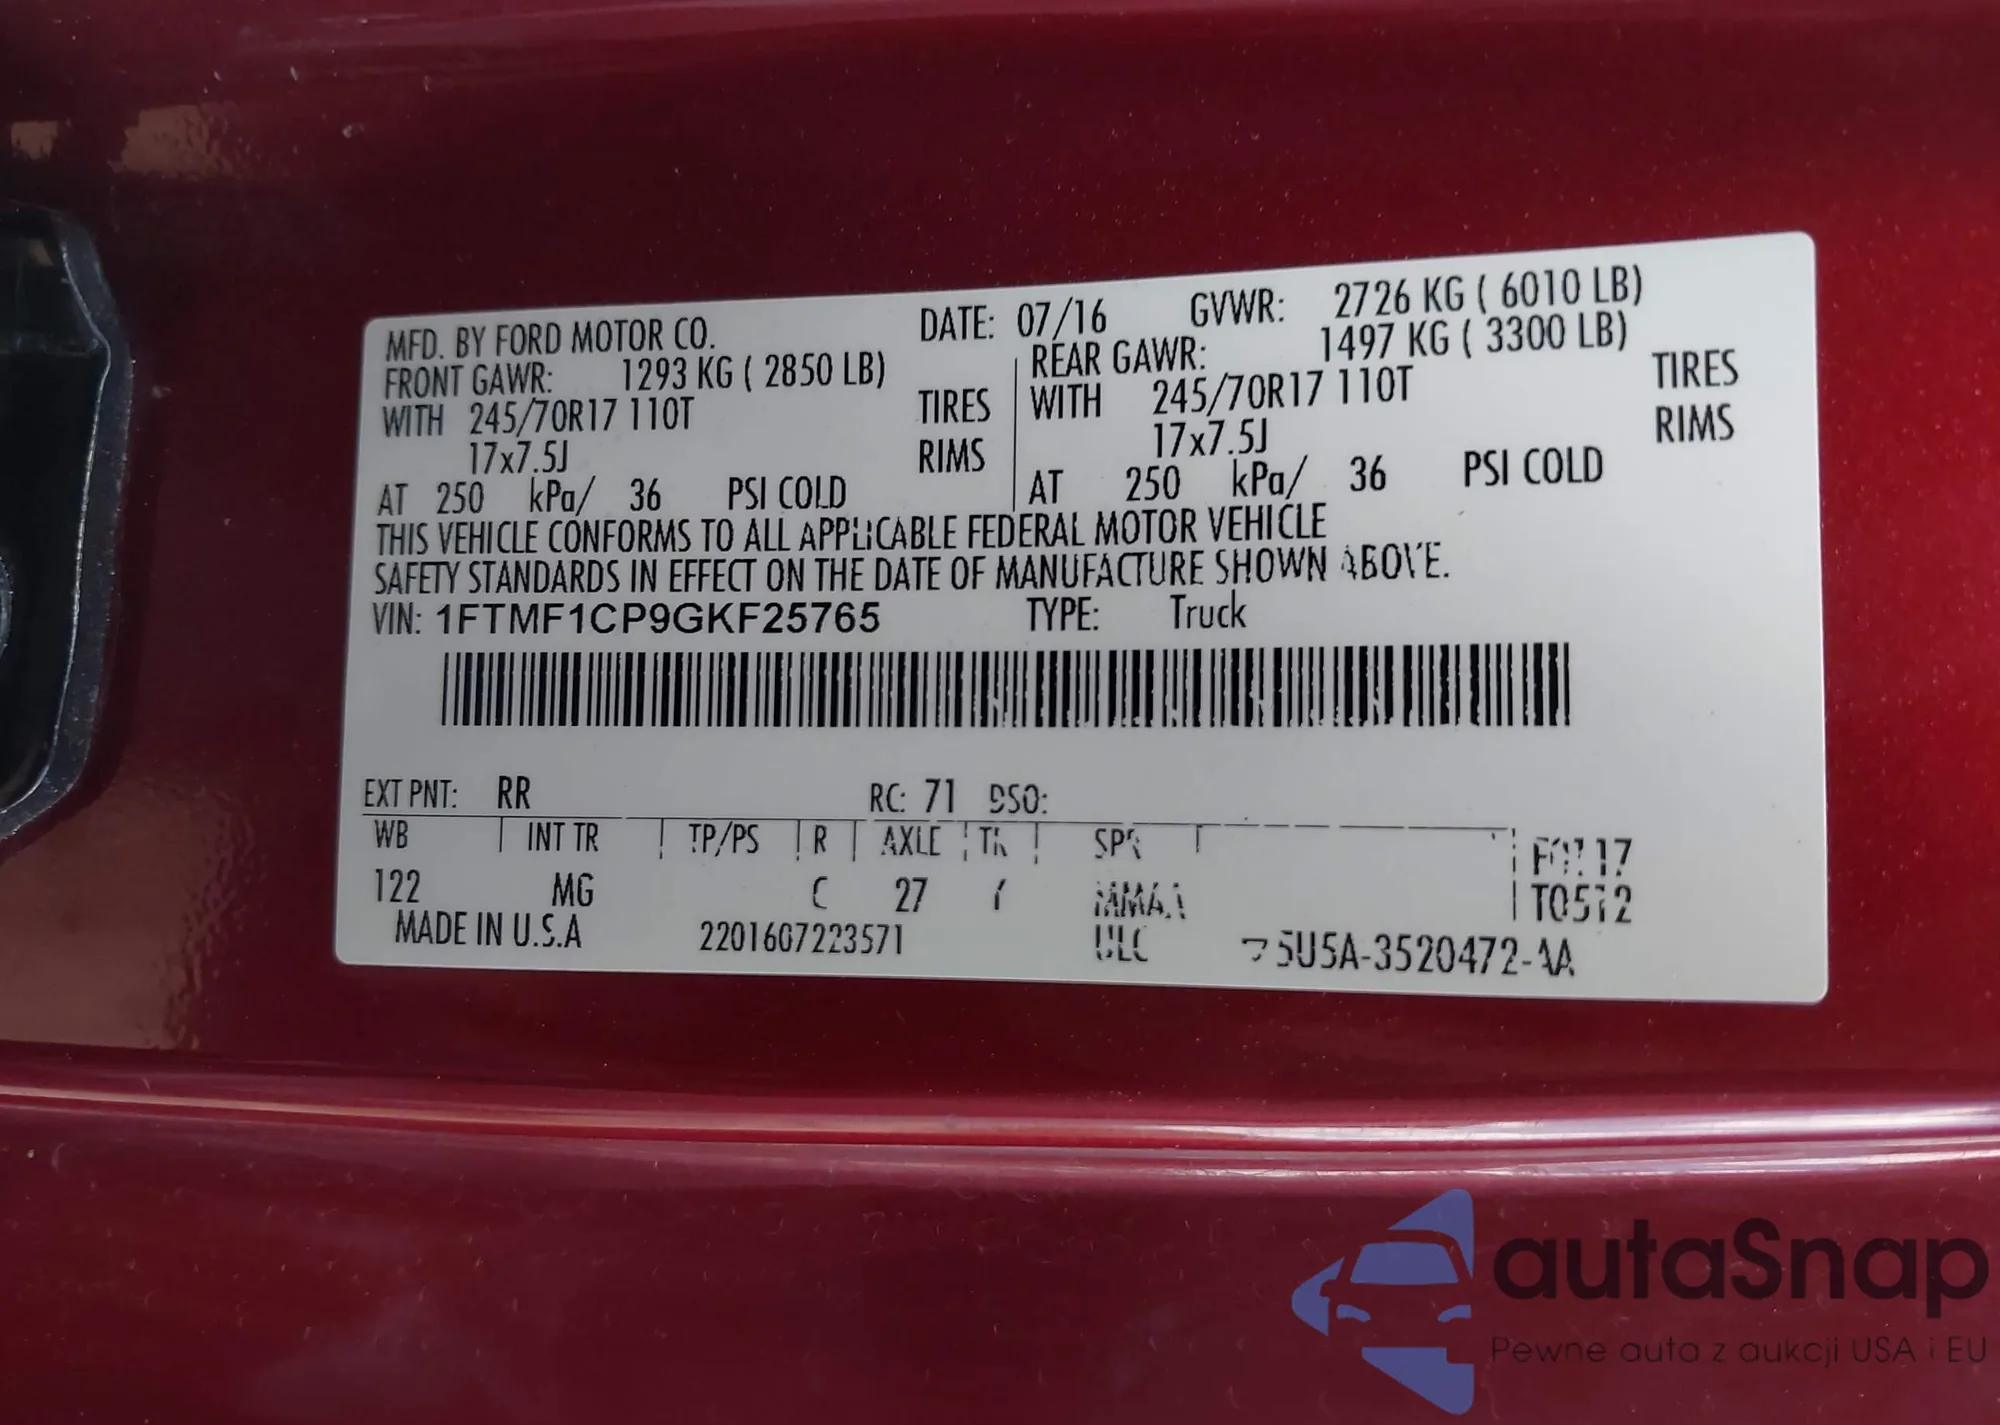 MFD. BY FORD MOTOR CO. DATE: 07/16 GVWR: 2726 KG ( 6010 LB)
FRONT GAWR: 1293 KG ( 2850 LB) REAR GAWR: 1497 KG ( 3300 LB)
WITH 245/70R17 110T TIRES WITH 245/70R17 110T TIRES
17x7.5J RIMS 17x7.5J RIMS
AT 250 kPa/ 36 PSI COLD AT 250 kPa/ 36 PSI COLD
THIS VEHICLE CONFORMS TO ALL APPLICABLE FEDERAL MOTOR VEHICLE
SAFETY STANDARDS IN EFFECT ON THE DATE OF MANUFACTURE SHOWN ABOVE.
VIN: 1FTMF1CP9GKF25765 TYPE: Truck
EXT PNT: RR RC: 71 DSO:
WB INT TR TP/PS R AXLE TR SPR
122 MG C 27 T0512
MADE IN U.S.A 2201607223571
autaSnap
Pewne auta z aukcji USA i EU